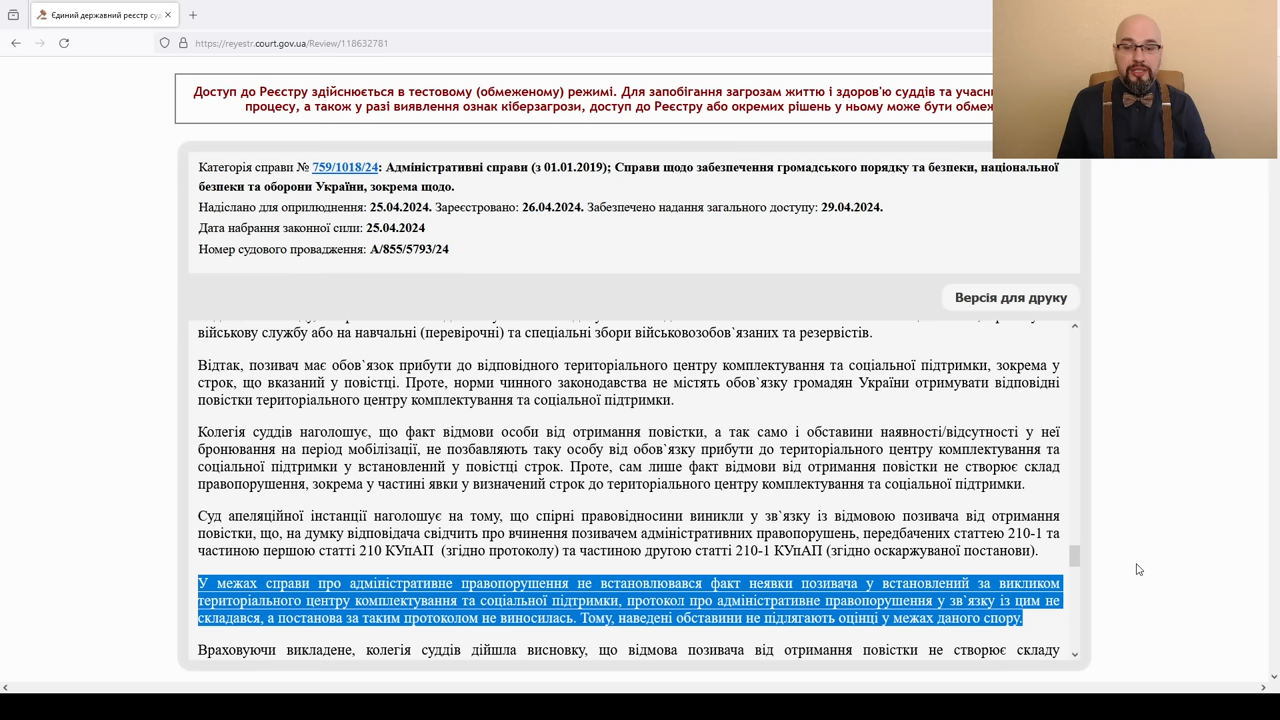 Єдиний державний реєстр суд
https://reyestr.court.gov.ua/Review/118632781
Доступ до Реєстру здійснюється в тестовому (обмеженому) режимі. Для запобігання загрозам життю і здоров'ю суддів та учасн
процесу, а також у разі виявлення ознак кіберзагрози, доступ до Реєстру або окремих рішень у ньому може бути обмеж
Категорія справи № 759/1018/24: Адміністративні справи (з 01.01.2019); Справи щодо забезпечення громадського порядку та безпеки, національної
безпеки та оборони України, зокрема щодо.
Надіслано для оприлюднення: 25.04.2024. Зареєстровано: 26.04.2024. Забезпечено надання загального доступу: 29.04.2024.
Дата набрання законної сили: 25.04.2024
Номер судового провадження: А/855/5793/24
Версія для друку
військову службу або на навчальні (перевірочні) та спеціальні збори військовозобов`язаних та резервістів.
Відтак, позивач має обов`язок прибути до відповідного територіального центру комплектування та соціальної підтримки, зокрема у
строк, що вказаний у повістці. Проте, норми чинного законодавства не містять обов`язку громадян України отримувати відповідні
повістки територіального центру комплектування та соціальної підтримки.
Колегія суддів наголошує, що факт відмови особи від отримання повістки, а так само і обставини наявності/відсутності у неї
бронювання на період мобілізації, не позбавляють таку особу від обов`язку прибути до територіального центру комплектування та
соціальної підтримки у встановлений у повістці строк. Проте, сам лише факт відмови від отримання повістки не створює склад
правопорушення, зокрема у частині явки у визначений строк до територіального центру комплектування та соціальної підтримки.
Суд апеляційної інстанції наголошує на тому, що спірні правовідносини виникли у зв`язку із відмовою позивача від отримання
повістки, що, на думку відповідача свідчить про вчинення позивачем адміністративних правопорушень, передбачених статтею 210-1 та
частиною першою статті 210 КУпАП (згідно протоколу) та частиною другою статті 210-1 КУпАП (згідно оскаржуваної постанови).
У межах справи про адміністративне правопорушення не встановлювався факт неявки позивача у встановлений за викликом
територіального центру комплектування та соціальної підтримки, протокол про адміністративне правопорушення у зв`язку із цим не
складався, а постанова за таким протоколом не виносилась. Тому, наведені обставини не підлягають оцінці у межах даного спору.
Враховуючи викладене, колегія суддів дійшла висновку, що відмова позивача від отримання повістки не створює складу